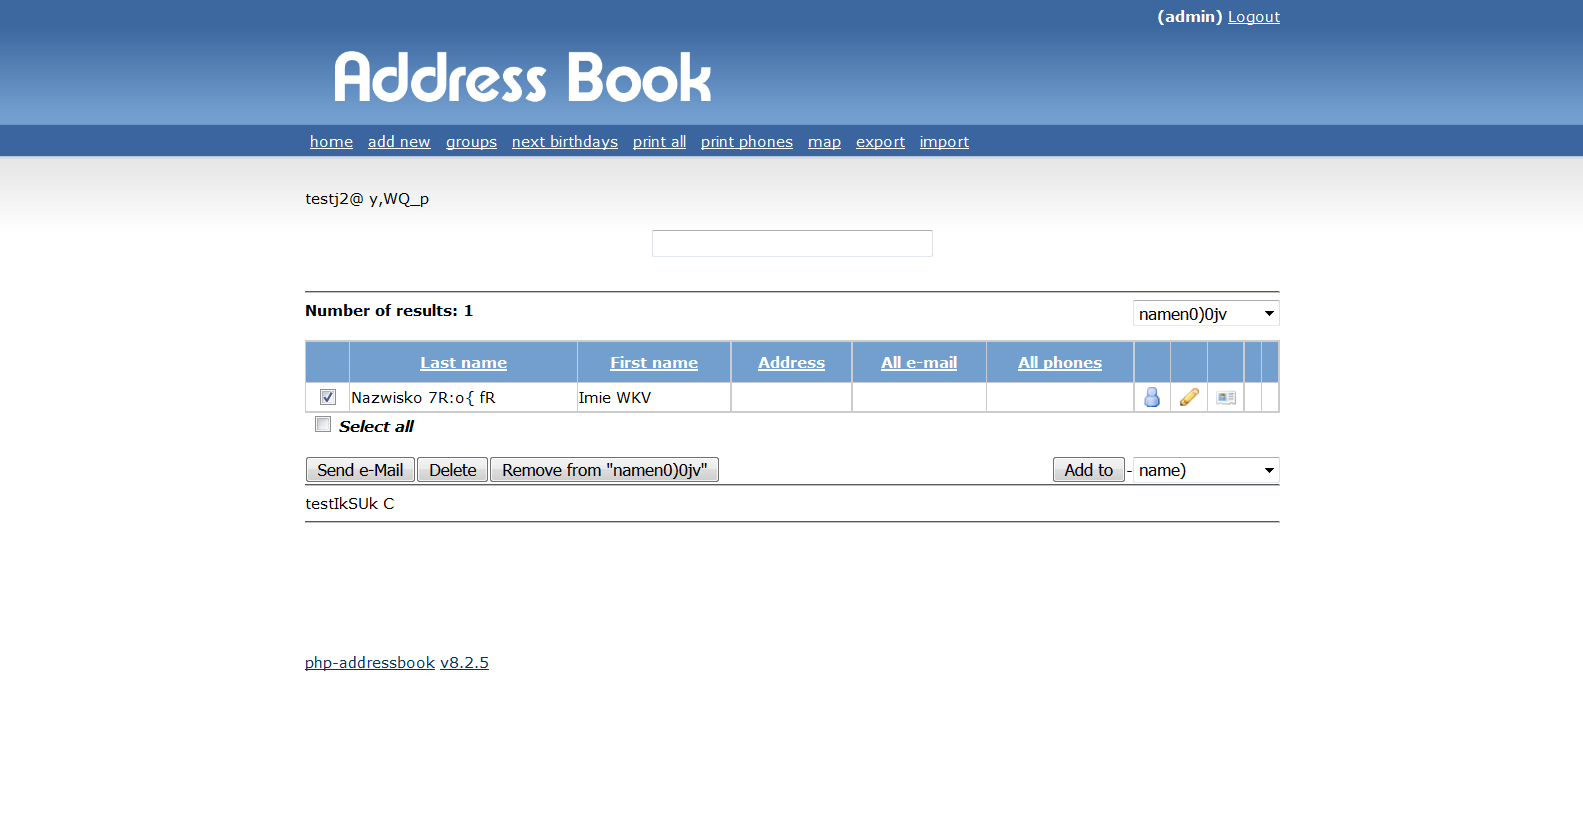 (admin) Logout
Address Book
home add new groups next birthdays print all print phones map export import
testj2@ y,WQ_p
Number of results: 1
namen0)0jv
Last name First name Address All e-mail All phones
Nazwisko 7R:o{ fR Imie WKV
Select all
Send e-Mail Delete Remove from "namen0)0jv" Add to - name)
testIkSUk C
php-addressbook v8.2.5